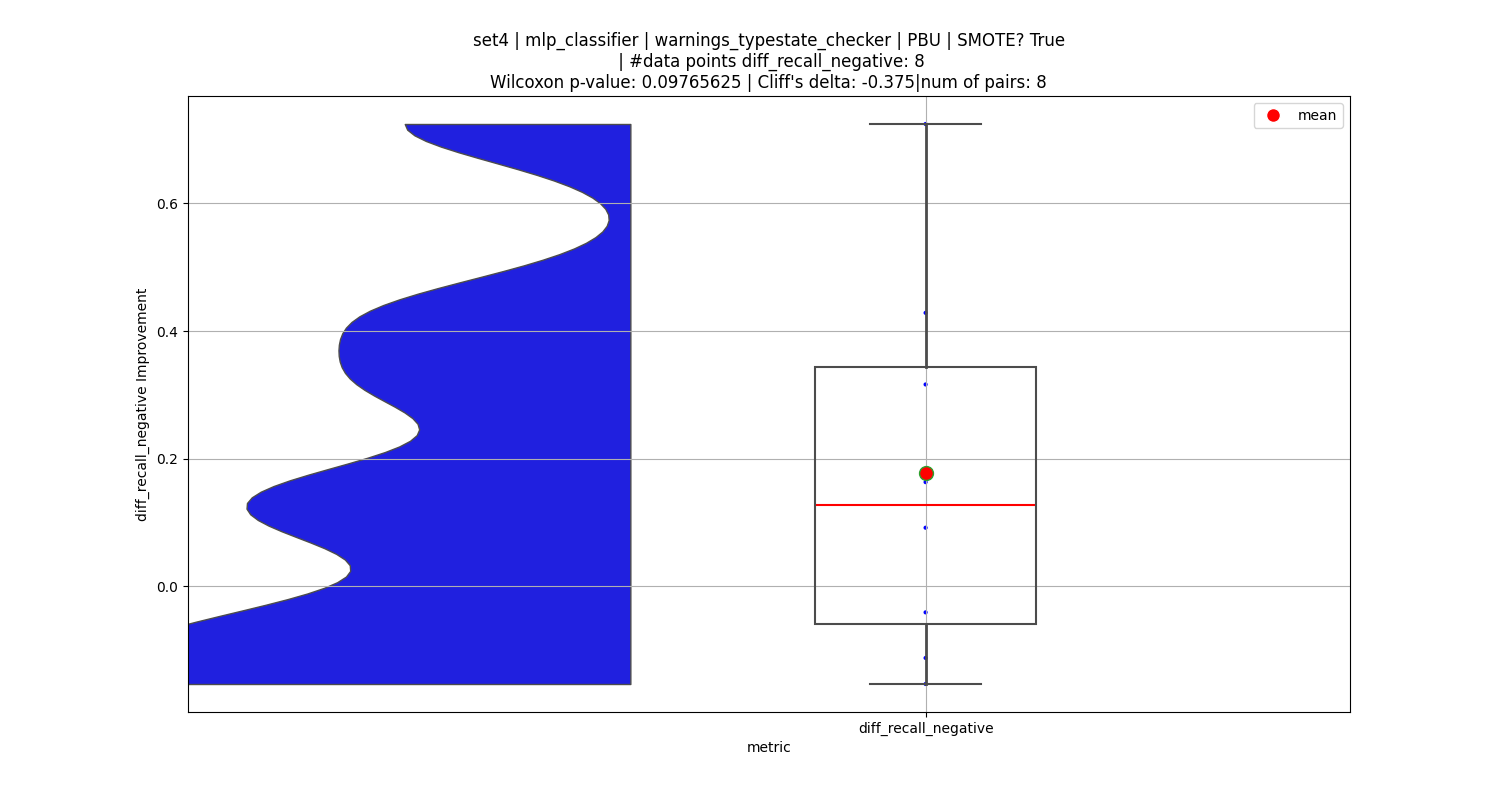 set4 | mlp_classifier | warnings_typestate_checker | PBU | SMOTE? True
| #data points diff_recall_negative: 8
Wilcoxon p-value: 0.09765625 | Cliff's delta: -0.375|num of pairs: 8
mean
diff_recall_negative Improvement
0.6
0.4
0.2
0.0
diff_recall_negative
metric